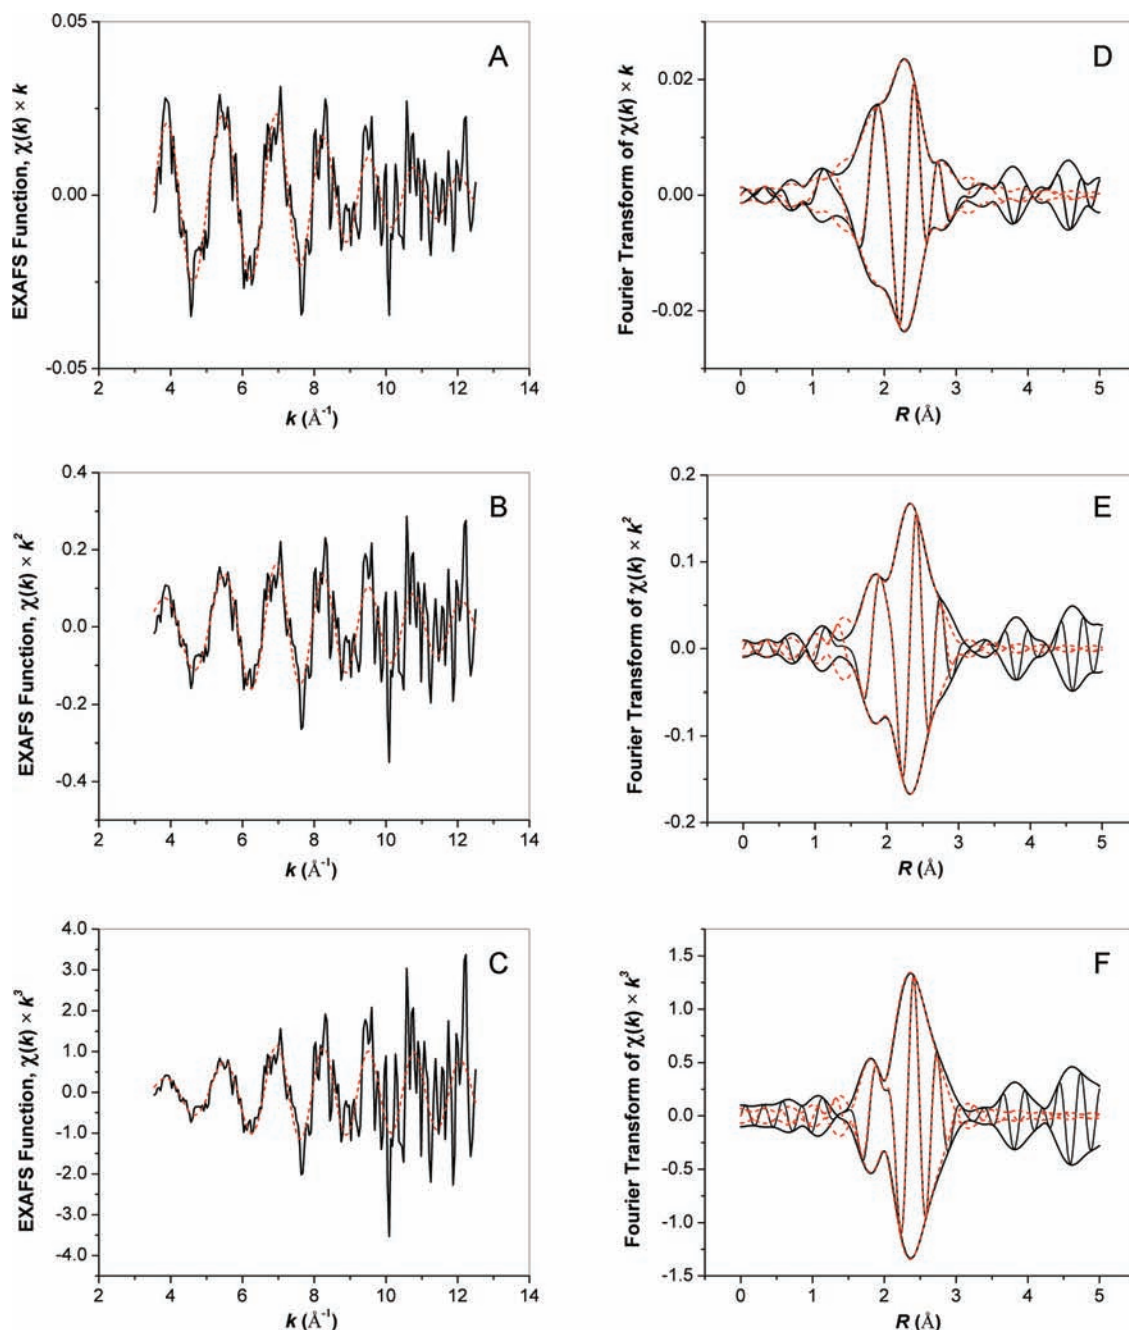 A
0.05
0.00
-0.05
EXAFS Function, χ(k) × k
2 4 6 8 10 12 14
k (Å⁻¹)
D
0.02
0.00
-0.02
Fourier Transform of χ(k) × k
0 1 2 3 4 5
R (Å)
B
0.4
0.2
0.0
-0.2
-0.4
EXAFS Function, χ(k) × k²
2 4 6 8 10 12 14
k (Å⁻¹)
E
0.2
0.1
0.0
-0.1
-0.2
Fourier Transform of χ(k) × k²
0 1 2 3 4 5
R (Å)
C
4.0
3.0
2.0
1.0
0.0
-1.0
-2.0
-3.0
-4.0
EXAFS Function, χ(k) × k³
2 4 6 8 10 12 14
k (Å⁻¹)
F
1.5
1.0
0.5
0.0
-0.5
-1.0
-1.5
Fourier Transform of χ(k) × k³
0 1 2 3 4 5
R (Å)